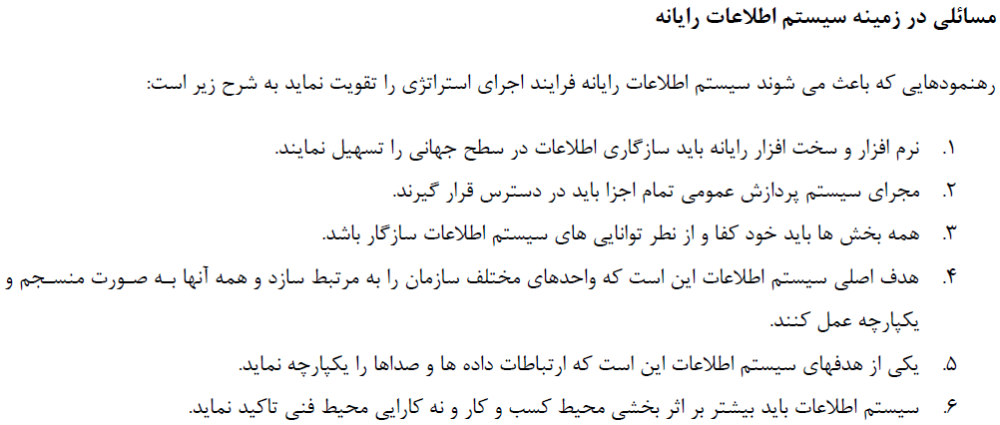 مسائلی در زمینه سیستم اطلاعات رایانه
رهنمودهایی که باعث می شوند سیستم اطلاعات رایانه فرایند اجرای استراتژی را تقویت نماید به شرح زیر است:
۱. نرم افزار و سخت افزار رایانه باید سازگاری اطلاعات در سطح جهانی را تسهیل نمایند.
۲. مجرای سیستم پردازش عمومی تمام اجزا باید در دسترس قرار گیرند.
۳. همه بخش ها باید خود کفا و از نطر توانایی های سیستم اطلاعات سازگار باشد.
۴. هدف اصلی سیستم اطلاعات این است که واحدهای مختلف سازمان را به مرتبط سازد و همه آنها به صورت منسجم و
یکپارچه عمل کنند.
۵. یکی از هدفهای سیستم اطلاعات این است که ارتباطات داده ها و صداها را یکپارچه نماید.
۶. سیستم اطلاعات باید بیشتر بر اثر بخشی محیط کسب و کار و نه کارایی محیط فنی تاکید نماید.